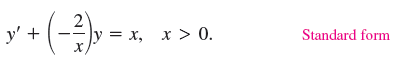 y' + (-2/x)y = x, x > 0. Standard form